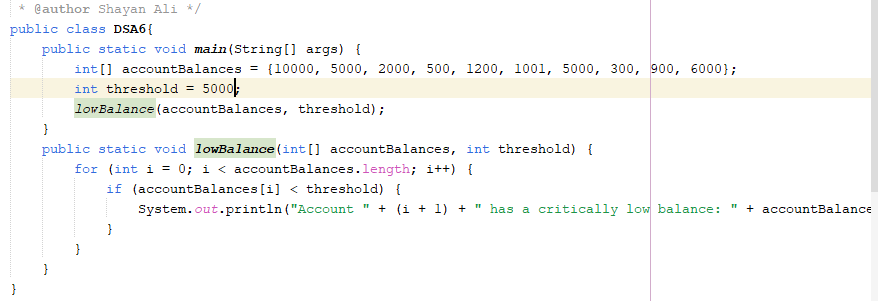 * @author Shayan Ali */
public class DSA6{
public static void main(String[] args) {
int[] accountBalances = {10000, 5000, 2000, 500, 1200, 1001, 5000, 300, 900, 6000};
int threshold = 5000;
lowBalance(accountBalances, threshold);
}
public static void lowBalance(int[] accountBalances, int threshold) {
for (int i = 0; i < accountBalances.length; i++) {
if (accountBalances[i] < threshold) {
System.out.println("Account " + (i + 1) + " has a critically low balance: " + accountBalance
}
}
}
}